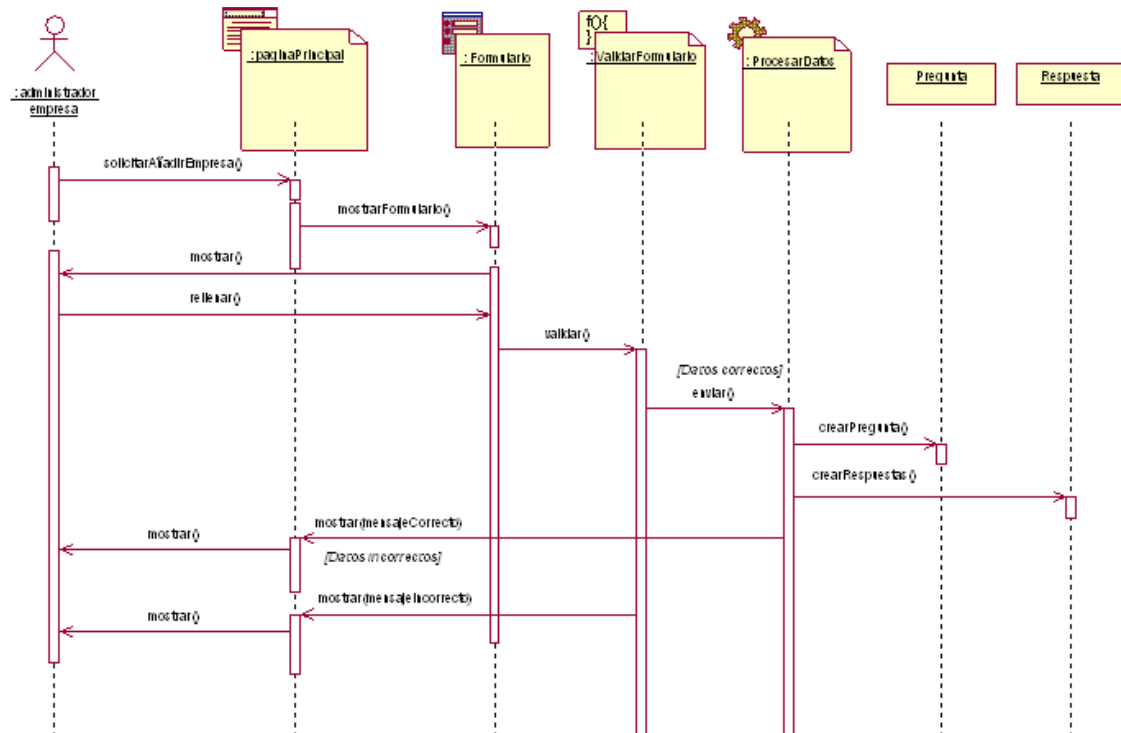 fO{
}
: paginaPrincipal
: Formulario
: ValidarFormulario
: ProcesarDatos
Pregunta
Respuesta
: administrador
empresa
solicitarAñadirEmpresa()
mostrarFormulario()
mostrar()
rellenar()
validar()
[Datos correctos]
enviar()
crearPregunta()
crearRespuestas()
mostrar(mensajeCorrecto)
mostrar()
[Datos incorrectos]
mostrar(mensajeIncorrecto)
mostrar()